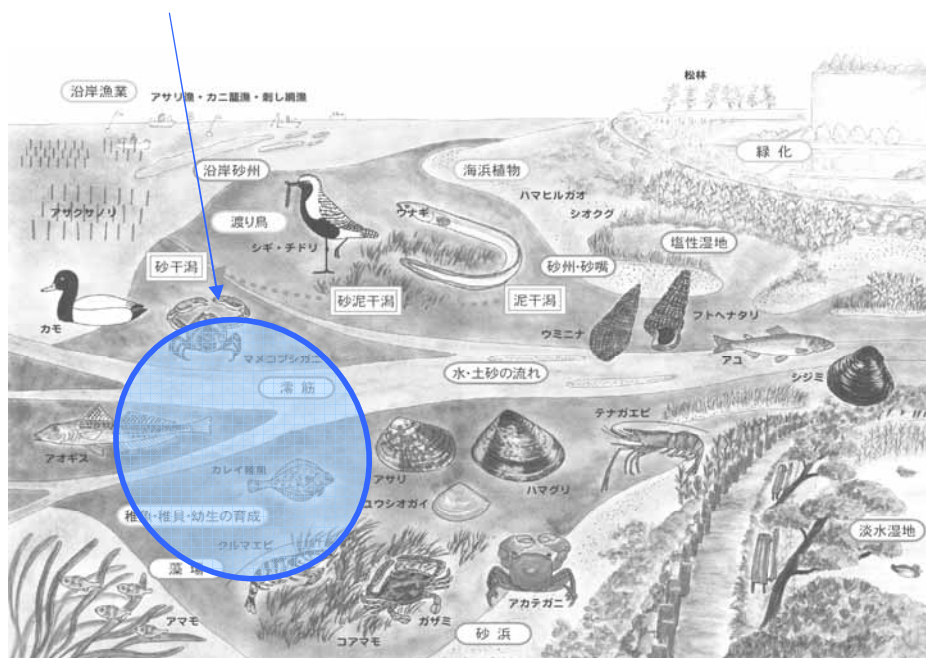 沿岸漁業
アサリ漁・カニ籠漁・刺し網漁
松林
緑化
沿岸砂州
海浜植物
ハマヒルガオ
シオクグ
アサクサノリ
渡り鳥
ウナギ
シギ・チドリ
塩性湿地
砂干潟
砂州・砂嘴
砂泥干潟
泥干潟
カモ
ウミニナ
フトヘナタリ
マメコブシガニ
アユ
シジミ
水・土砂の流れ
澪筋
テナガエビ
アオギス
カレイ稚魚
アサリ
ハマグリ
ユウシオガイ
稚魚・稚貝・幼生の育成
クルマエビ
淡水湿地
藻場
アカテガニ
アマモ
ガザミ
コアマモ
砂浜